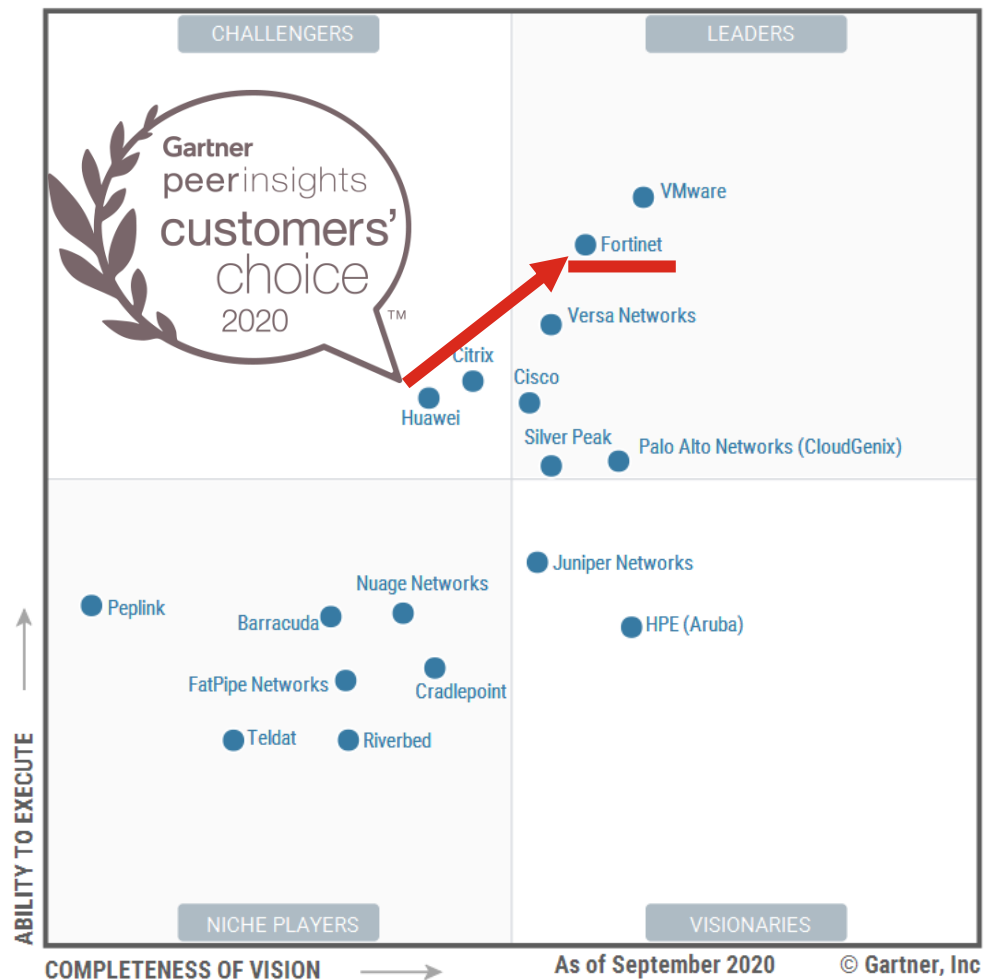 CHALLENGERS
LEADERS
Gartner
peerinsights
customers’
choice
2020
TM
VMware
Fortinet
Versa Networks
Citrix
Cisco
Huawei
Silver Peak
Palo Alto Networks (CloudGenix)
Juniper Networks
Nuage Networks
Peplink
Barracuda
HPE (Aruba)
FatPipe Networks
Cradlepoint
Teldat
Riverbed
ABILITY TO EXECUTE
NICHE PLAYERS
VISIONARIES
COMPLETENESS OF VISION
As of September 2020
© Gartner, Inc